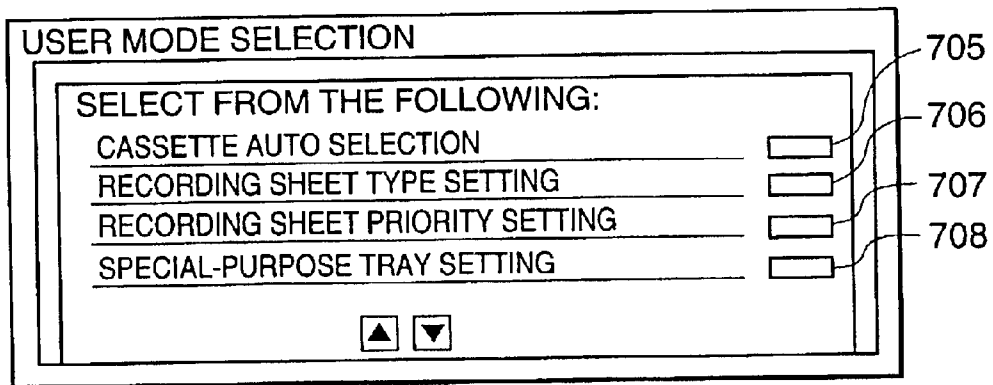 USER MODE SELECTION
SELECT FROM THE FOLLOWING:
CASSETTE AUTO SELECTION 705
RECORDING SHEET TYPE SETTING 706
RECORDING SHEET PRIORITY SETTING 707
SPECIAL-PURPOSE TRAY SETTING 708